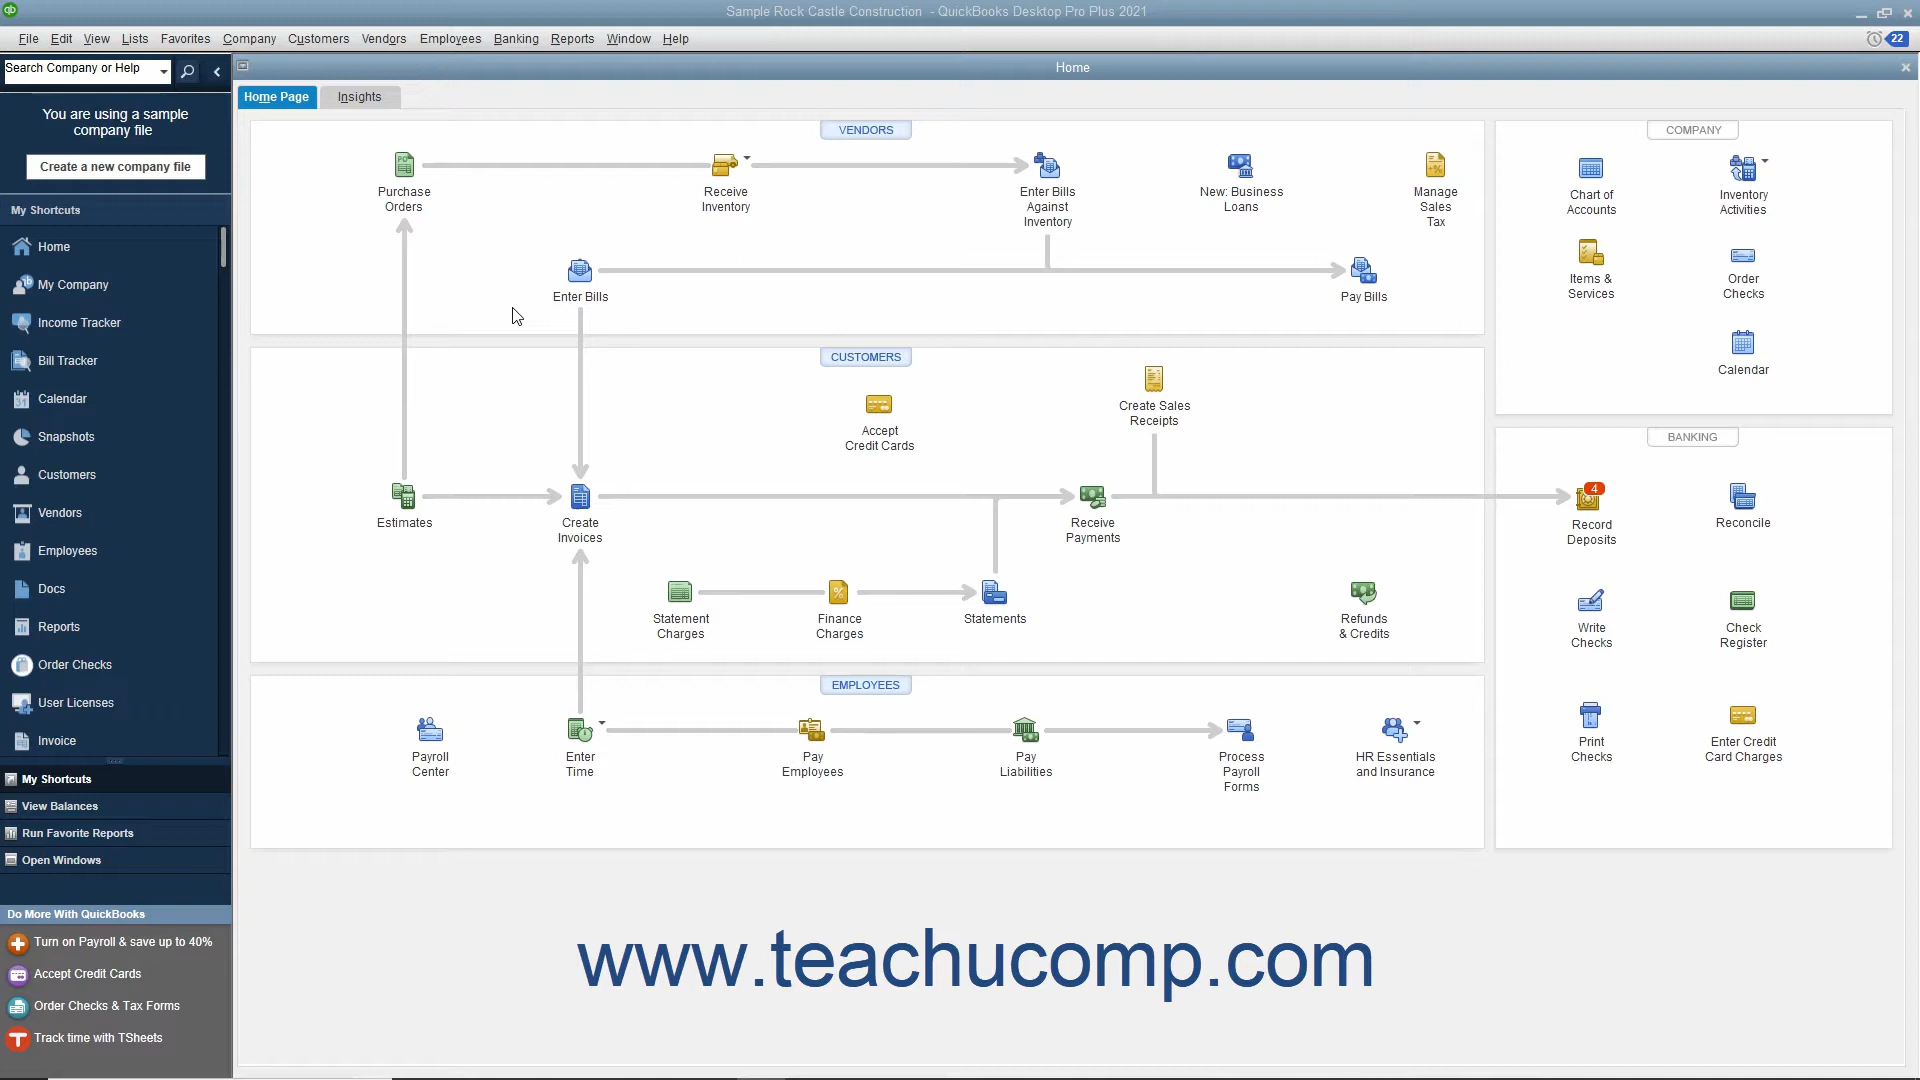 qb
Sample Rock Castle Construction - QuickBooks Desktop Pro Plus 2021
File Edit View Lists Favorites Company Customers Vendors Employees Banking Reports Window Help
22
Search Company or Help
Home
Home Page
Insights
You are using a sample
company file
Create a new company file
My Shortcuts
Home
My Company
Income Tracker
Bill Tracker
Calendar
Snapshots
Customers
Vendors
Employees
Docs
Reports
Order Checks
User Licenses
Invoice
My Shortcuts
View Balances
Run Favorite Reports
Open Windows
Do More With QuickBooks
Turn on Payroll & save up to 40%
Accept Credit Cards
Order Checks & Tax Forms
Track time with TSheets
VENDORS
Purchase
Orders
Receive
Inventory
Enter Bills
Against
Inventory
New: Business
Loans
Manage
Sales
Tax
Enter Bills
Pay Bills
CUSTOMERS
Accept
Credit Cards
Create Sales
Receipts
Estimates
Create
Invoices
Receive
Payments
Statement
Charges
Finance
Charges
Statements
Refunds
& Credits
EMPLOYEES
Payroll
Center
Enter
Time
Pay
Employees
Pay
Liabilities
Process
Payroll
Forms
HR Essentials
and Insurance
COMPANY
Chart of
Accounts
Inventory
Activities
Items &
Services
Order
Checks
Calendar
BANKING
4
Record
Deposits
Reconcile
Write
Checks
Check
Register
Print
Checks
Enter Credit
Card Charges
www.teachucomp.com